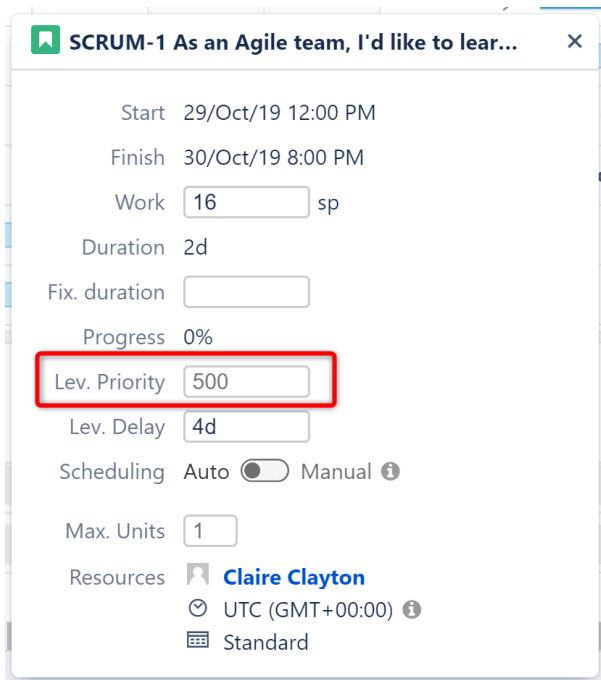 SCRUM-1 As an Agile team, I'd like to lear...
Start 29/Oct/19 12:00 PM
Finish 30/Oct/19 8:00 PM
Work 16 sp
Duration 2d
Fix. duration
Progress 0%
Lev. Priority 500
Lev. Delay 4d
Scheduling Auto Manual
Max. Units 1
Resources Claire Clayton
UTC (GMT+00:00)
Standard